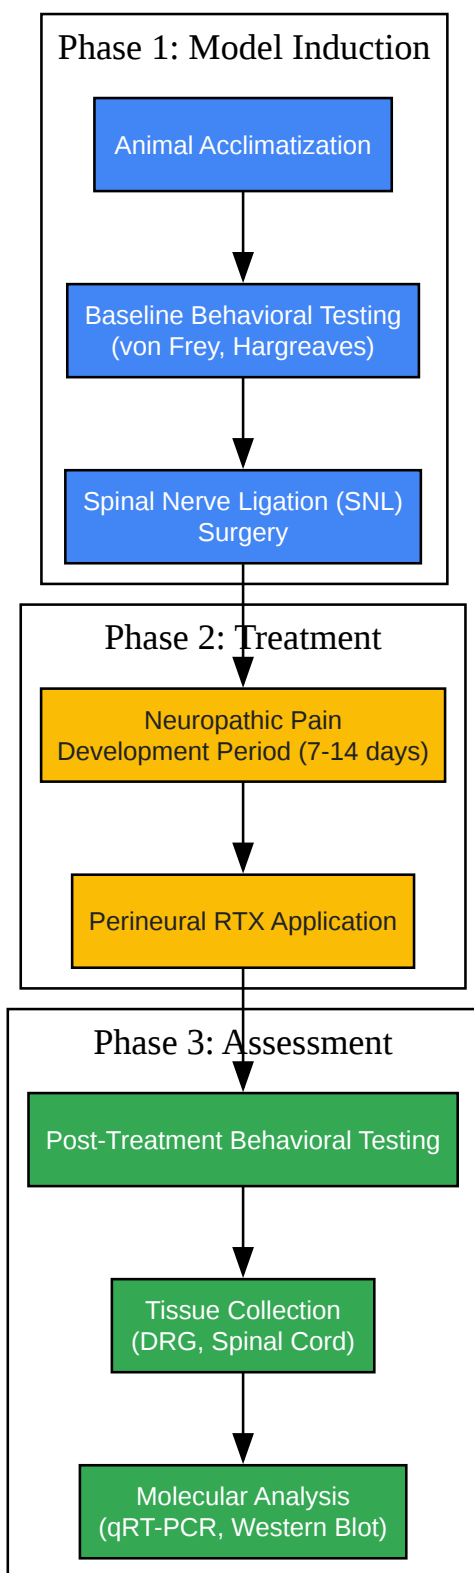 Phase 1: Model Induction
Animal Acclimatization
Baseline Behavioral Testing
(von Frey, Hargreaves)
Spinal Nerve Ligation (SNL)
Surgery
Phase 2: Treatment
Neuropathic Pain
Development Period (7-14 days)
Perineural RTX Application
Phase 3: Assessment
Post-Treatment Behavioral Testing
Tissue Collection
(DRG, Spinal Cord)
Molecular Analysis
(qRT-PCR, Western Blot)